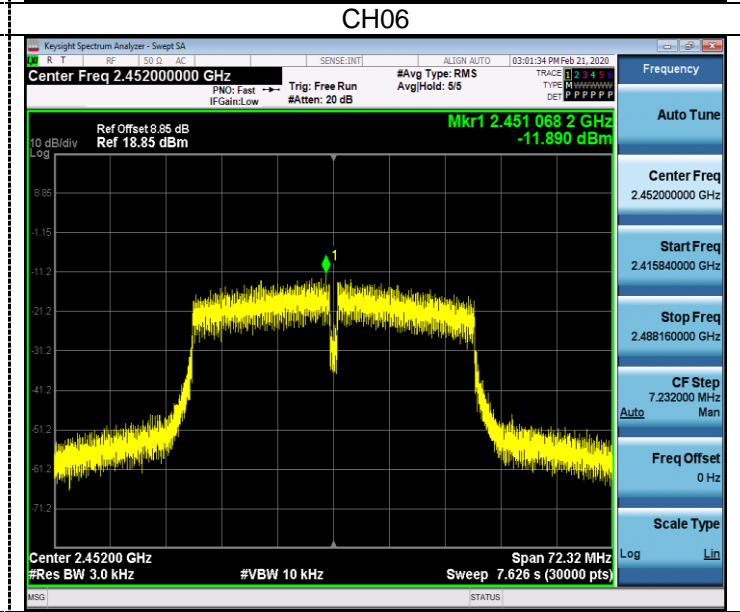 CH06
Keysight Spectrum Analyzer - Swept SA
R T RF 50 Ω AC SENSE:INT ALIGN AUTO 03:01:34 PM Feb 21, 2020
Center Freq 2.452000000 GHz
PNO: Fast
IFGain:Low
Trig: Free Run
#Atten: 20 dB
#Avg Type: RMS
Avg|Hold: 5/5
TRACE 1 2 3 4 5 6
TYPE M W W W W W
DET P P P P P P
Ref Offset 8.85 dB
10 dB/div Ref 18.85 dBm
Log
Mkr1 2.451 068 2 GHz
-11.890 dBm
8.85
-1.15
-11.2
-21.2
-31.2
-41.2
-51.2
-61.2
-71.2
1
Center 2.45200 GHz Span 72.32 MHz
#Res BW 3.0 kHz #VBW 10 kHz Sweep 7.626 s (30000 pts)
MSG STATUS
Frequency
Auto Tune
Center Freq
2.452000000 GHz
Start Freq
2.415840000 GHz
Stop Freq
2.488160000 GHz
CF Step
7.232000 MHz
Auto Man
Freq Offset
0 Hz
Scale Type
Log Lin